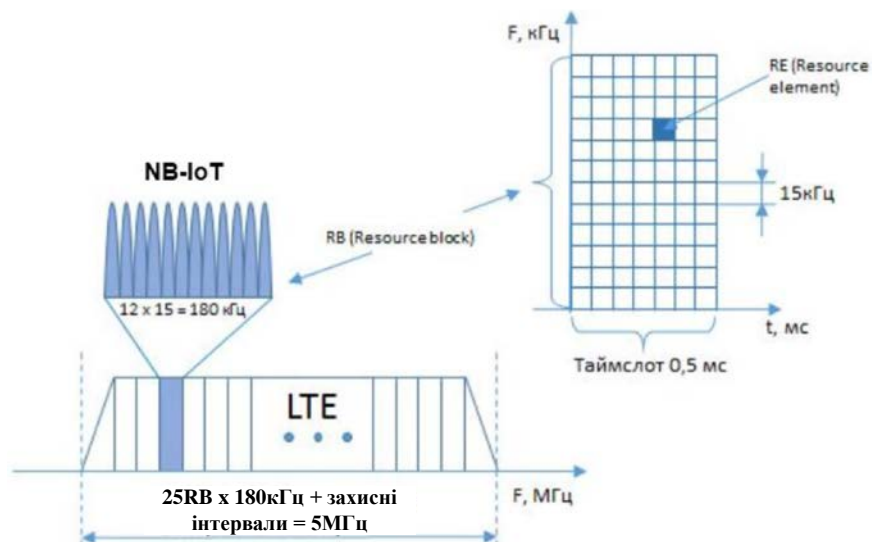 F, кГц
RE (Resource
element)
NB-IoT
15кГц
RB (Resource block)
12 x 15 = 180 кГц
t, мс
Таймслот 0,5 мс
LTE
F, МГц
25RB x 180кГц + захисні
інтервали = 5МГц